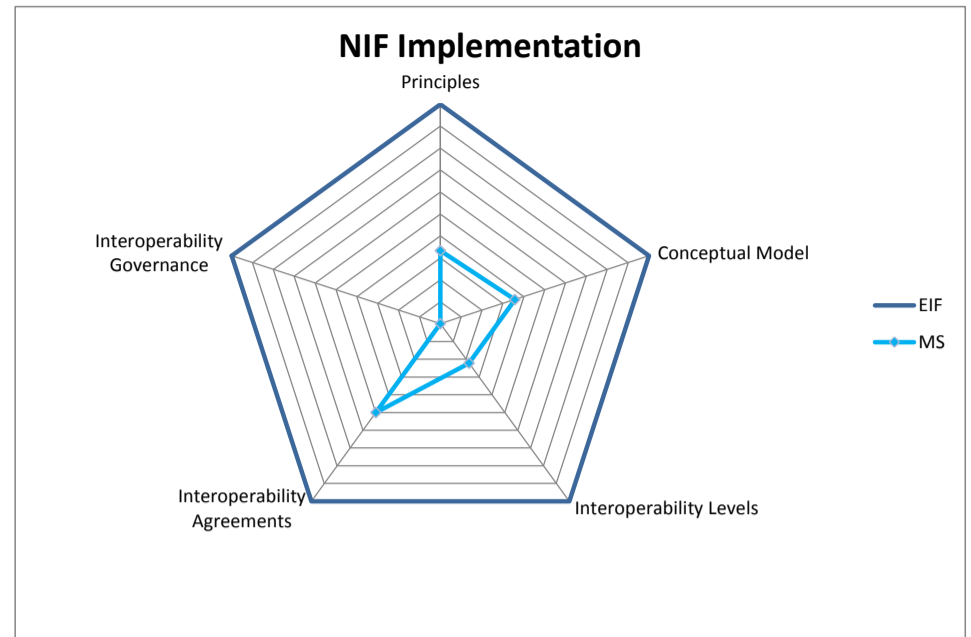 NIF Implementation
Principles
Interoperability
Governance
Conceptual Model
EIF
MS
Interoperability
Agreements
Interoperability Levels